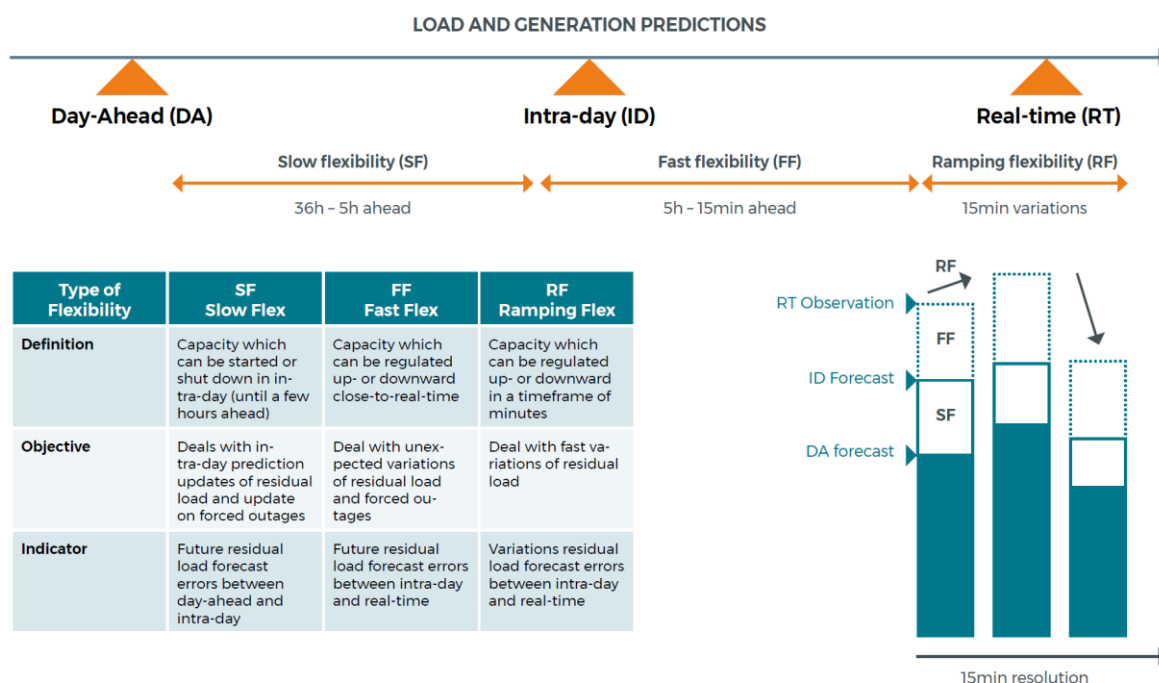 LOAD AND GENERATION PREDICTIONS
Day-Ahead (DA)
Intra-day (ID)
Real-time (RT)
Slow flexibility (SF)
Fast flexibility (FF)
Ramping flexibility (RF)
36h – 5h ahead
5h – 15min ahead
15min variations
Type of
Flexibility
SF
Slow Flex
FF
Fast Flex
RF
Ramping Flex
Definition
Capacity which
can be started or
shut down in in-
tra-day (until a few
hours ahead)
Capacity which
can be regulated
up- or downward
close-to-real-time
Capacity which
can be regulated
up- or downward
in a timeframe of
minutes
Objective
Deals with in-
tra-day prediction
updates of residual
load and update
on forced outages
Deal with unex-
pected variations
of residual load
and forced ou-
tages
Deal with fast va-
riations of residual
load
Indicator
Future residual
load forecast
errors between
day-ahead and
intra-day
Future residual
load forecast errors
between intra-day
and real-time
Variations residual
load forecast errors
between intra-day
and real-time
RF
RT Observation
FF
ID Forecast
SF
DA forecast
15min resolution